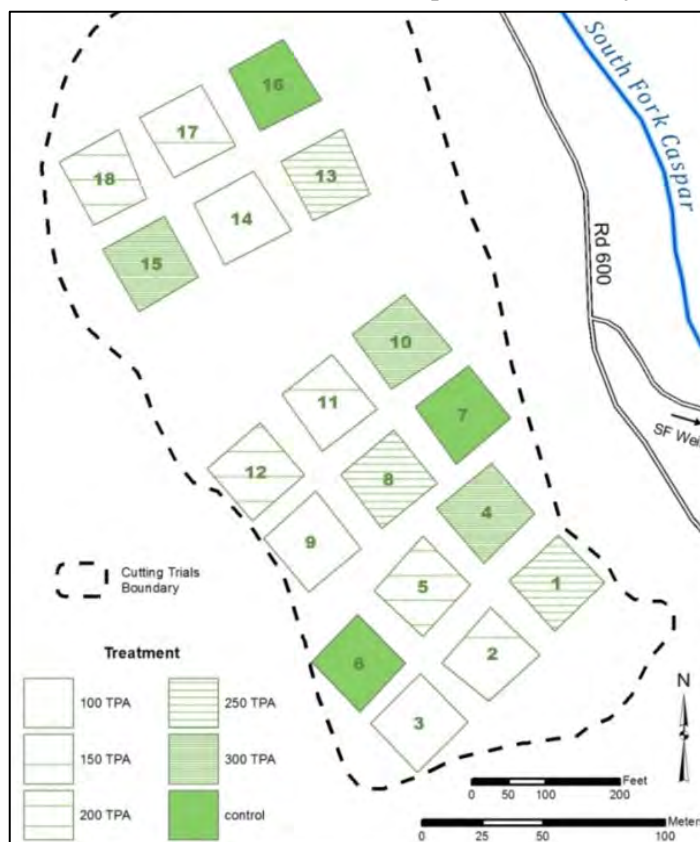 16
17
18
13
14
15
South Fork Caspar
Rd 600
10
11
7
12
8
SF Wei
4
9
5
1
6
2
3
Cutting Trials
Boundary
Treatment
100 TPA
250 TPA
150 TPA
300 TPA
200 TPA
control
N
Feet
0 50 100 200
Meter
0 25 50 100